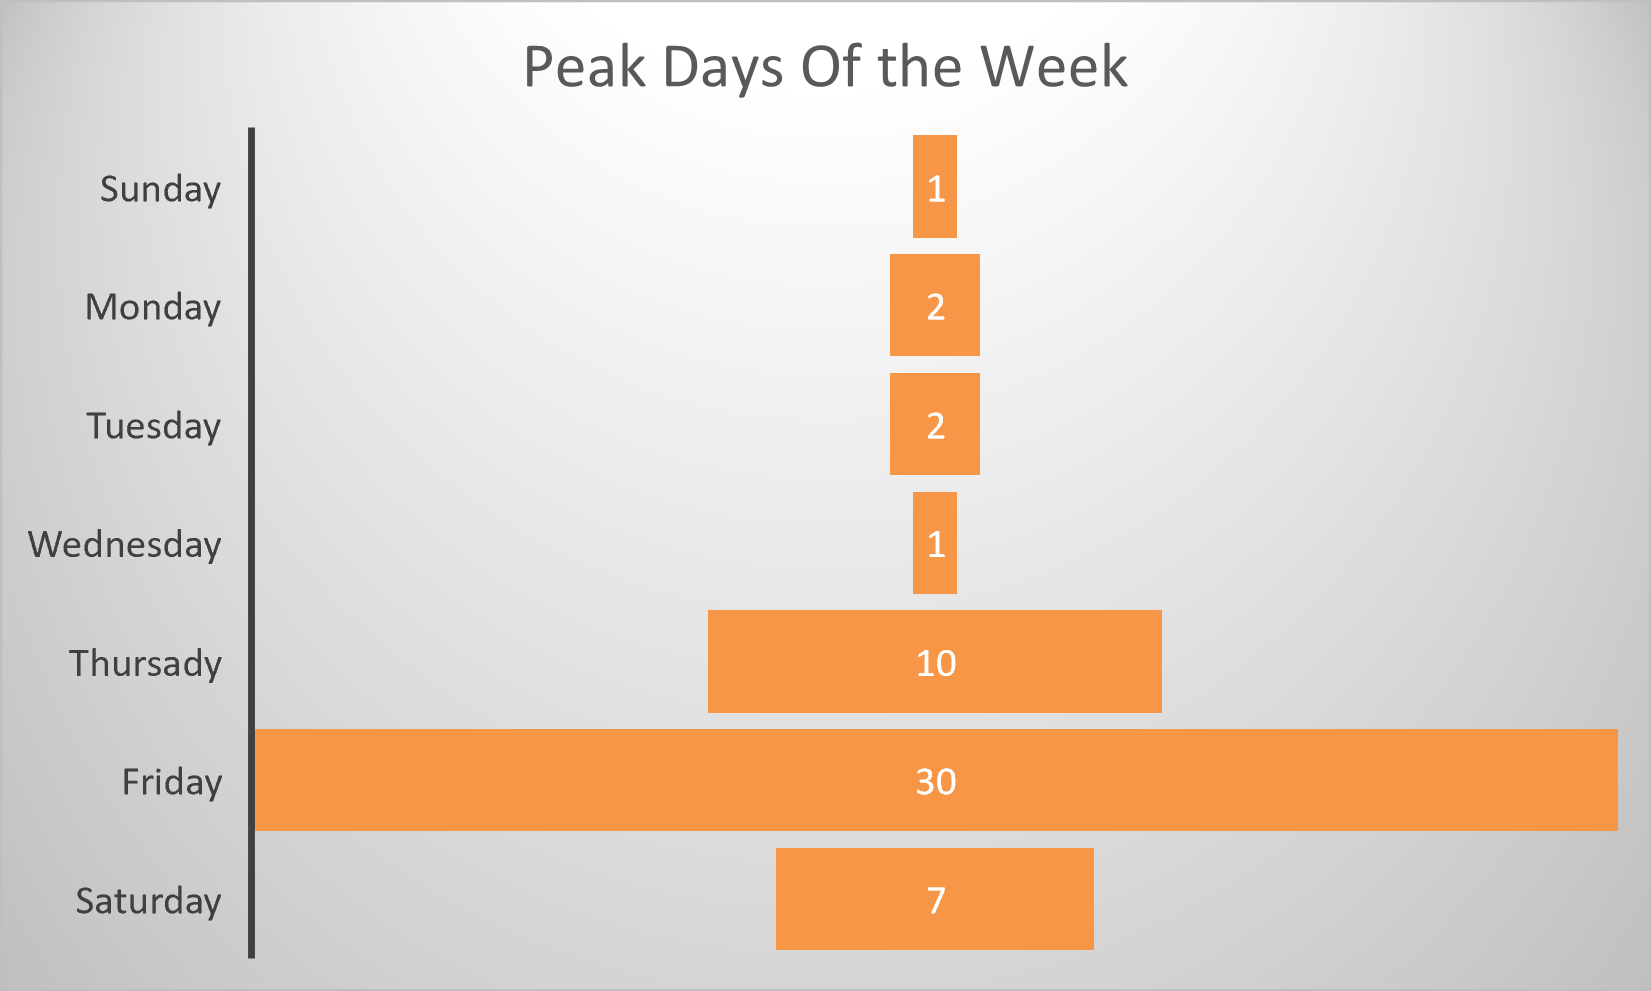 Peak Days Of the Week
Sunday 1
Monday 2
Tuesday 2
Wednesday 1
Thursady 10
Friday 30
Saturday 7